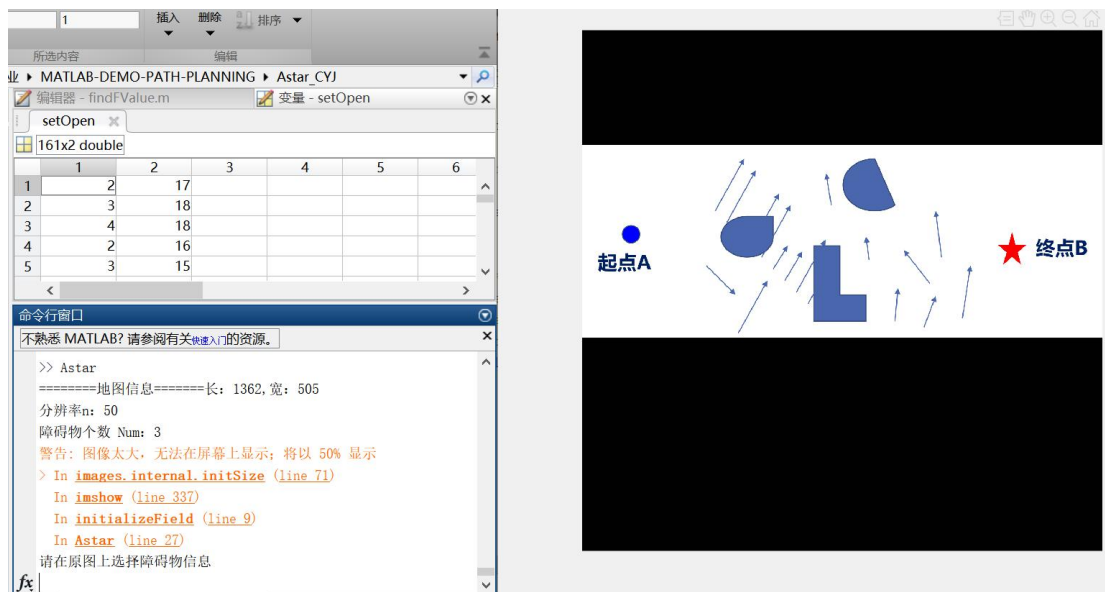 1 插入 删除 排序
所选内容 编辑
业 MATLAB-DEMO-PATH-PLANNING Astar_CYJ
编辑器 - findFValue.m 变量 - setOpen
setOpen
161x2 double
1 2 3 4 5 6
1 2 17
2 3 18
3 4 18
4 2 16
5 3 15
命令行窗口
不熟悉 MATLAB? 请参阅有关快速入门的资源。
>> Astar
========地图信息=======长: 1362,宽: 505
分辨率n: 50
障碍物个数 Num: 3
警告: 图像太大, 无法在屏幕上显示; 将以 50% 显示
> In images.internal.initSize (line 71)
In imshow (line 337)
In initializeField (line 9)
In Astar (line 27)
请在原图上选择障碍物信息
fx
起点A
终点B